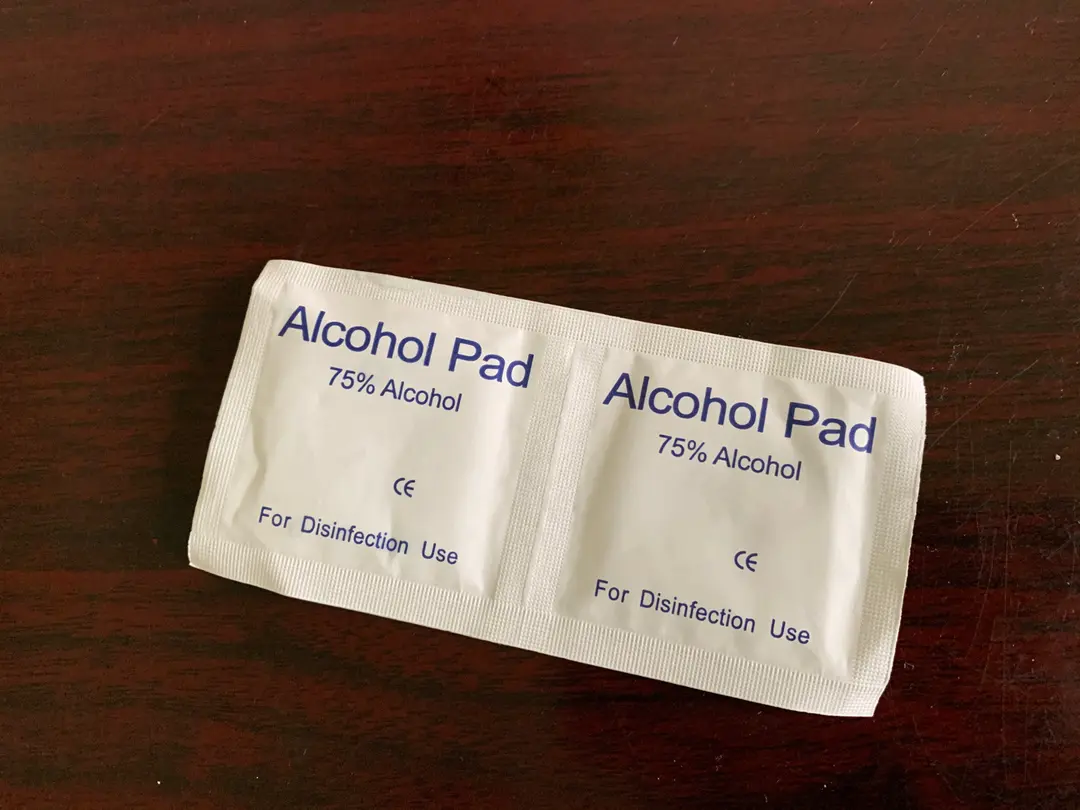 Alcohol Pad
75% Alcohol
CE
For Disinfection Use
Alcohol Pad
75% Alcohol
CE
For Disinfection Use